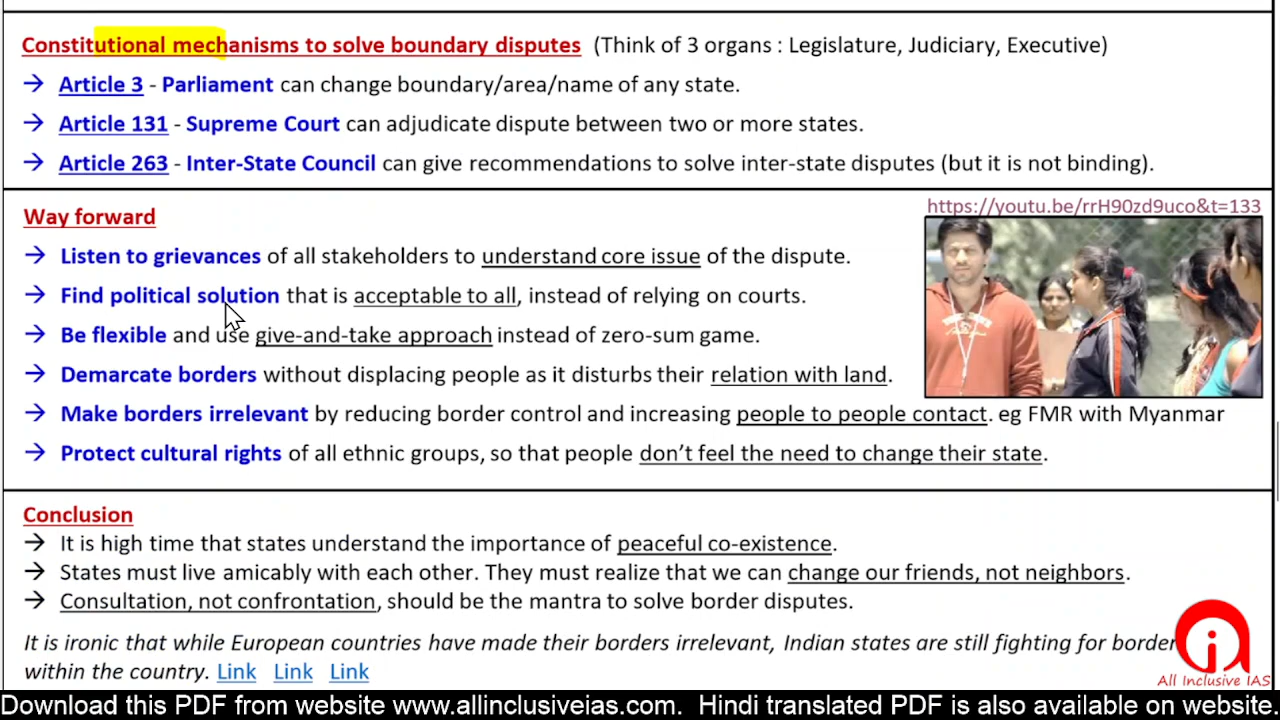 Constitutional mechanisms to solve boundary disputes (Think of 3 organs : Legislature, Judiciary, Executive)
→ Article 3 - Parliament can change boundary/area/name of any state.
→ Article 131 - Supreme Court can adjudicate dispute between two or more states.
→ Article 263 - Inter-State Council can give recommendations to solve inter-state disputes (but it is not binding).
Way forward
https://youtu.be/rrH90zd9uco&t=133
→ Listen to grievances of all stakeholders to understand core issue of the dispute.
→ Find political solution that is acceptable to all, instead of relying on courts.
→ Be flexible and use give-and-take approach instead of zero-sum game.
→ Demarcate borders without displacing people as it disturbs their relation with land.
→ Make borders irrelevant by reducing border control and increasing people to people contact. eg FMR with Myanmar
→ Protect cultural rights of all ethnic groups, so that people don’t feel the need to change their state.
Conclusion
→ It is high time that states understand the importance of peaceful co-existence.
→ States must live amicably with each other. They must realize that we can change our friends, not neighbors.
→ Consultation, not confrontation, should be the mantra to solve border disputes.
It is ironic that while European countries have made their borders irrelevant, Indian states are still fighting for border
within the country. Link Link Link
All Inclusive IAS
Download this PDF from website www.allinclusiveias.com. Hindi translated PDF is also available on website.